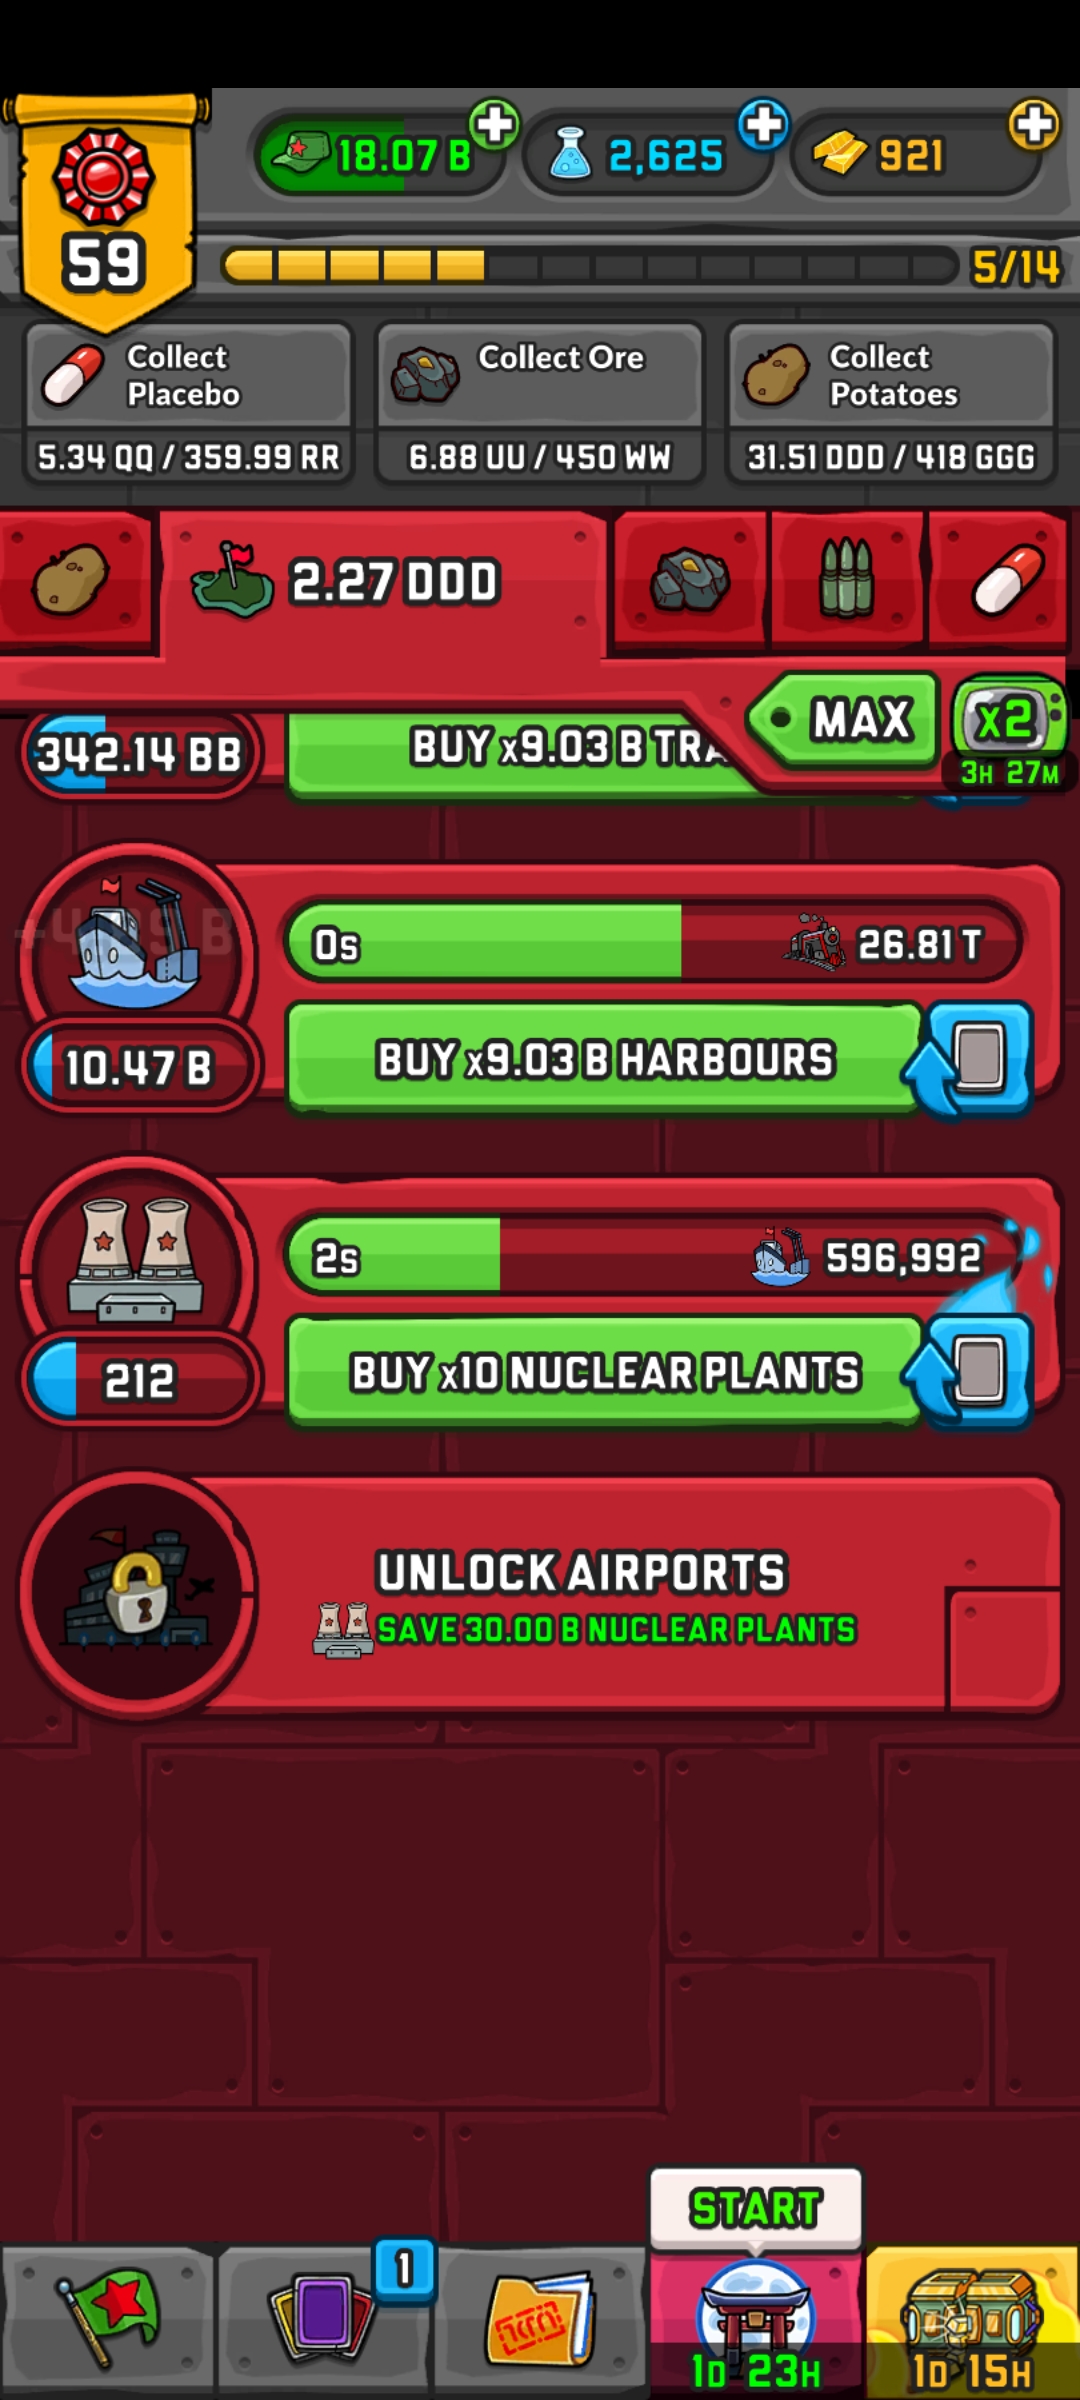 18.07 B
2,625
921
59
5/14
Collect
Placebo
5.34 QQ / 359.99 RR
Collect Ore
6.88 UU / 450 WW
Collect
Potatoes
31.51 DDD / 418 GGG
2.27 DDD
MAX
x2
3H 27M
342.14 BB
BUY x9.03 B TRA
0s
26.81 T
10.47 B
BUY x9.03 B HARBOURS
2s
596,992
212
BUY x10 NUCLEAR PLANTS
UNLOCK AIRPORTS
SAVE 30.00 B NUCLEAR PLANTS
START
1
1D 23H
1D 15H